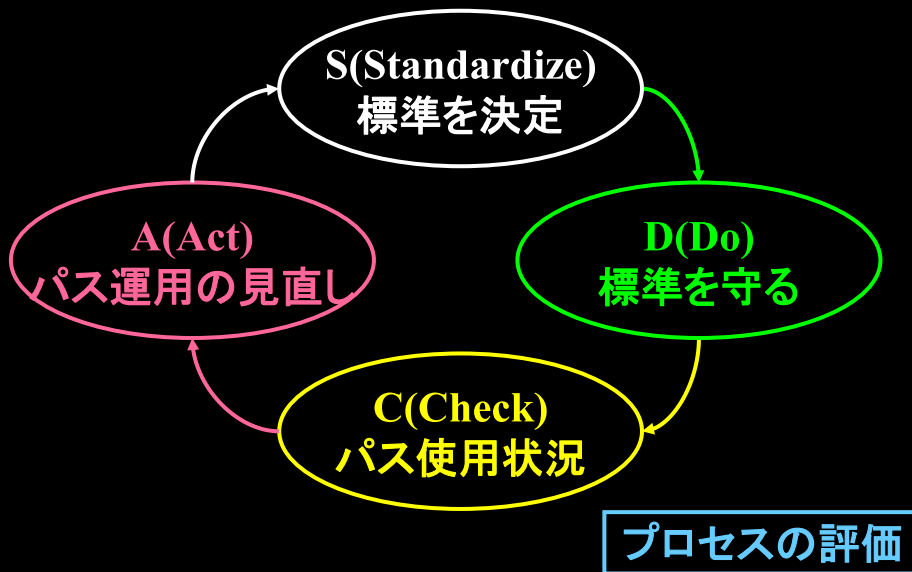 S(Standardize)
標準を決定
A(Act)
パス運用の見直し
D(Do)
標準を守る
C(Check)
パス使用状況
プロセスの評価